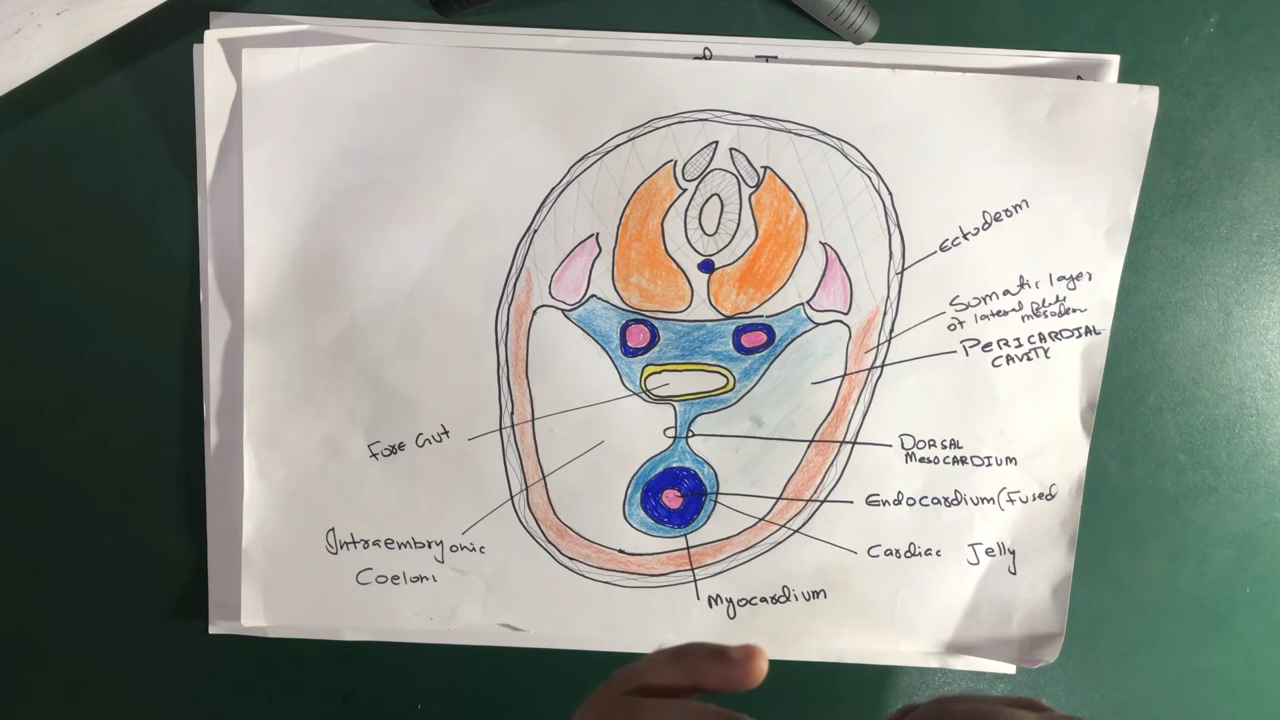 Ectoderm
Somatic layer
of lateral plate
mesoderm
PERICARDIAL
CAVITY
Fore Gut
DORSAL
MESOCARDIUM
Endocardium(Fused
Intraembryonic
Coelom
Cardiac Jelly
Myocardium